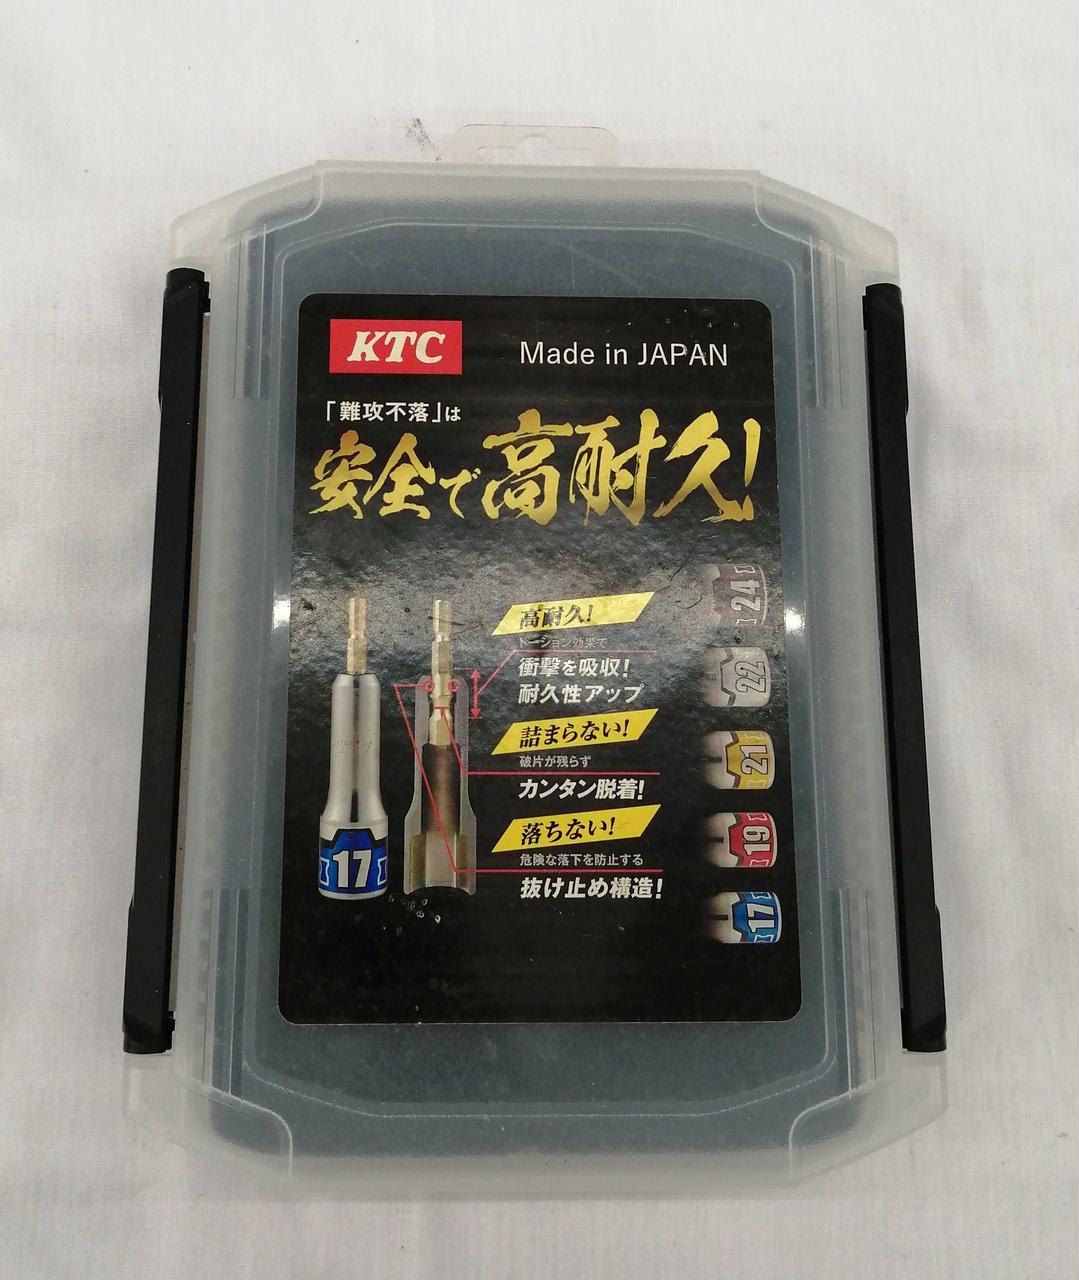 KTC
Made in JAPAN
「難攻不落」は
安全で高耐久!
高耐久!
トーション効果で
衝撃を吸収!
耐久性アップ
詰まらない!
破片が残らず
カンタン脱着!
落ちない!
危険な落下を防止する
抜け止め構造!
17
24
22
21
19
17